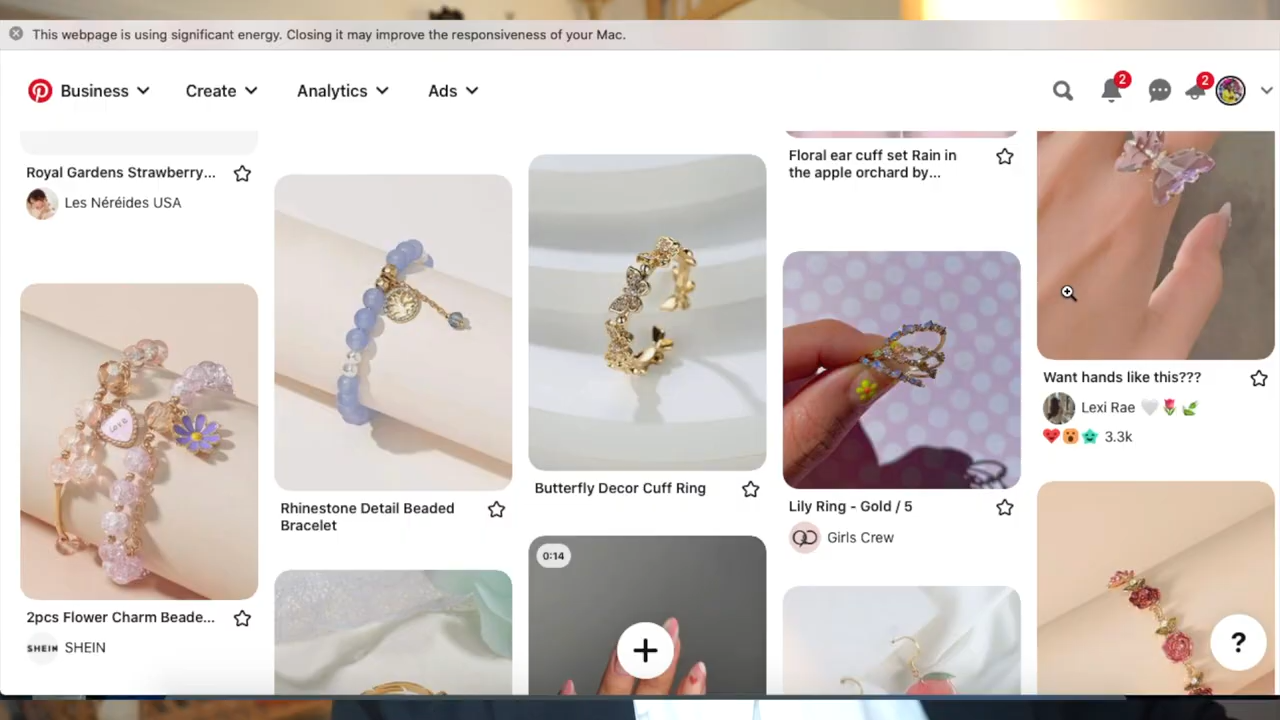 This webpage is using significant energy. Closing it may improve the responsiveness of your Mac.
Business
Create
Analytics
Ads
2
2
Royal Gardens Strawberry...
Les Néréides USA
2pcs Flower Charm Beade...
SHEIN SHEIN
Rhinestone Detail Beaded
Bracelet
Butterfly Decor Cuff Ring
0:14
+
Floral ear cuff set Rain in
the apple orchard by...
Lily Ring - Gold / 5
Girls Crew
Want hands like this???
Lexi Rae 🤍🌷🌿
3.3k
?